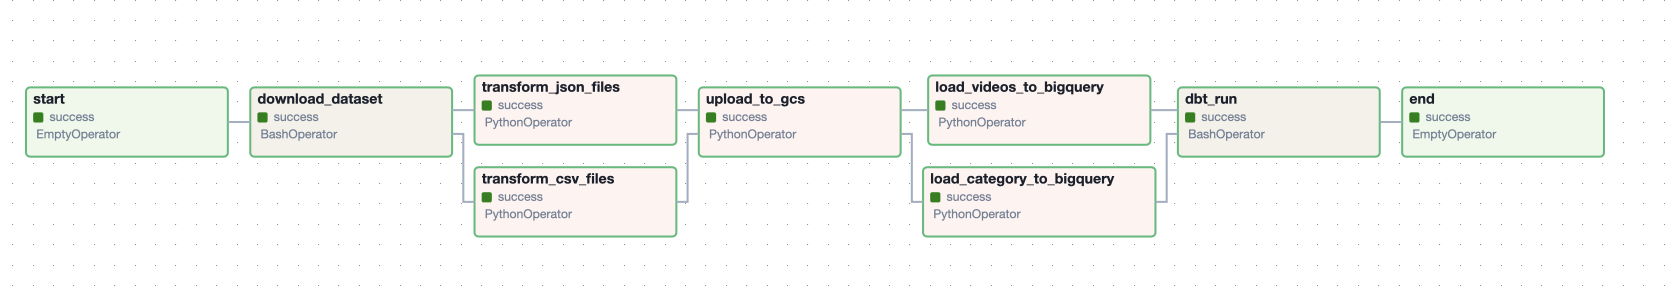 start
success
EmptyOperator
download_dataset
success
BashOperator
transform_json_files
success
PythonOperator
transform_csv_files
success
PythonOperator
upload_to_gcs
success
PythonOperator
load_videos_to_bigquery
success
PythonOperator
load_category_to_bigquery
success
PythonOperator
dbt_run
success
BashOperator
end
success
EmptyOperator